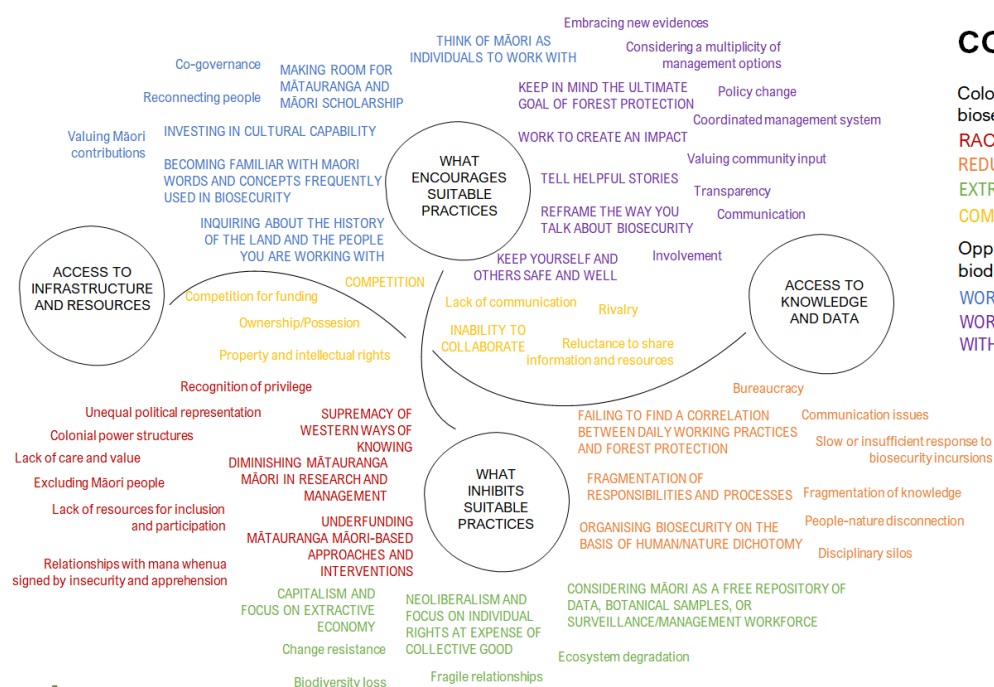 Embracing new evidences
THINK OF MĀORI AS
INDIVIDUALS TO WORK WITH
Considering a multiplicity of
management options
Co-governance
MAKING ROOM FOR
MĀTAURANGA AND
MĀORI SCHOLARSHIP
Reconnecting people
KEEP IN MIND THE ULTIMATE
GOAL OF FOREST PROTECTION
Policy change
Coordinated management system
Valuing Māori
contributions
INVESTING IN CULTURAL CAPABILITY
WORK TO CREATE AN IMPACT
Valuing community input
BECOMING FAMILIAR WITH MAORI
WORDS AND CONCEPTS FREQUENTLY
USED IN BIOSECURITY
WHAT
ENCOURAGES
SUITABLE
PRACTICES
TELL HELPFUL STORIES
Transparency
REFRAME THE WAY YOU
TALK ABOUT BIOSECURITY
Communication
INQUIRING ABOUT THE HISTORY
OF THE LAND AND THE PEOPLE
YOU ARE WORKING WITH
KEEP YOURSELF AND
OTHERS SAFE AND WELL
Involvement
ACCESS TO
INFRASTRUCTURE
AND RESOURCES
ACCESS TO
KNOWLEDGE
AND DATA
COMPETITION
Competition for funding
Ownership/Possesion
Property and intellectual rights
Lack of communication
Rivalry
INABILITY TO
COLLABORATE
Reluctance to share
information and resources
Recognition of privilege
Unequal political representation
Colonial power structures
Lack of care and value
Excluding Māori people
Lack of resources for inclusion
and participation
Relationships with mana whenua
signed by insecurity and apprehension
SUPREMACY OF
WESTERN WAYS OF
KNOWING
DIMINISHING MĀTAURANGA
MĀORI IN RESEARCH AND
MANAGEMENT
UNDERFUNDING
MĀTAURANGA MĀORI-BASED
APPROACHES AND
INTERVENTIONS
WHAT
INHIBITS
SUITABLE
PRACTICES
Bureaucracy
FAILING TO FIND A CORRELATION
BETWEEN DAILY WORKING PRACTICES
AND FOREST PROTECTION
Communication issues
Slow or insufficient response to
biosecurity incursions
FRAGMENTATION OF
RESPONSIBILITIES AND PROCESSES
Fragmentation of knowledge
ORGANISING BIOSECURITY ON THE
BASIS OF HUMAN/NATURE DICHOTOMY
People-nature disconnection
Disciplinary silos
CAPITALISM AND
FOCUS ON EXTRACTIVE
ECONOMY
Change resistance
Biodiversity loss
NEOLIBERALISM AND
FOCUS ON INDIVIDUAL
RIGHTS AT EXPENSE OF
COLLECTIVE GOOD
Fragile relationships
CONSIDERING MĀORI AS A FREE REPOSITORY OF
DATA, BOTANICAL SAMPLES, OR
SURVEILLANCE/MANAGEMENT WORKFORCE
Ecosystem degradation
WITH